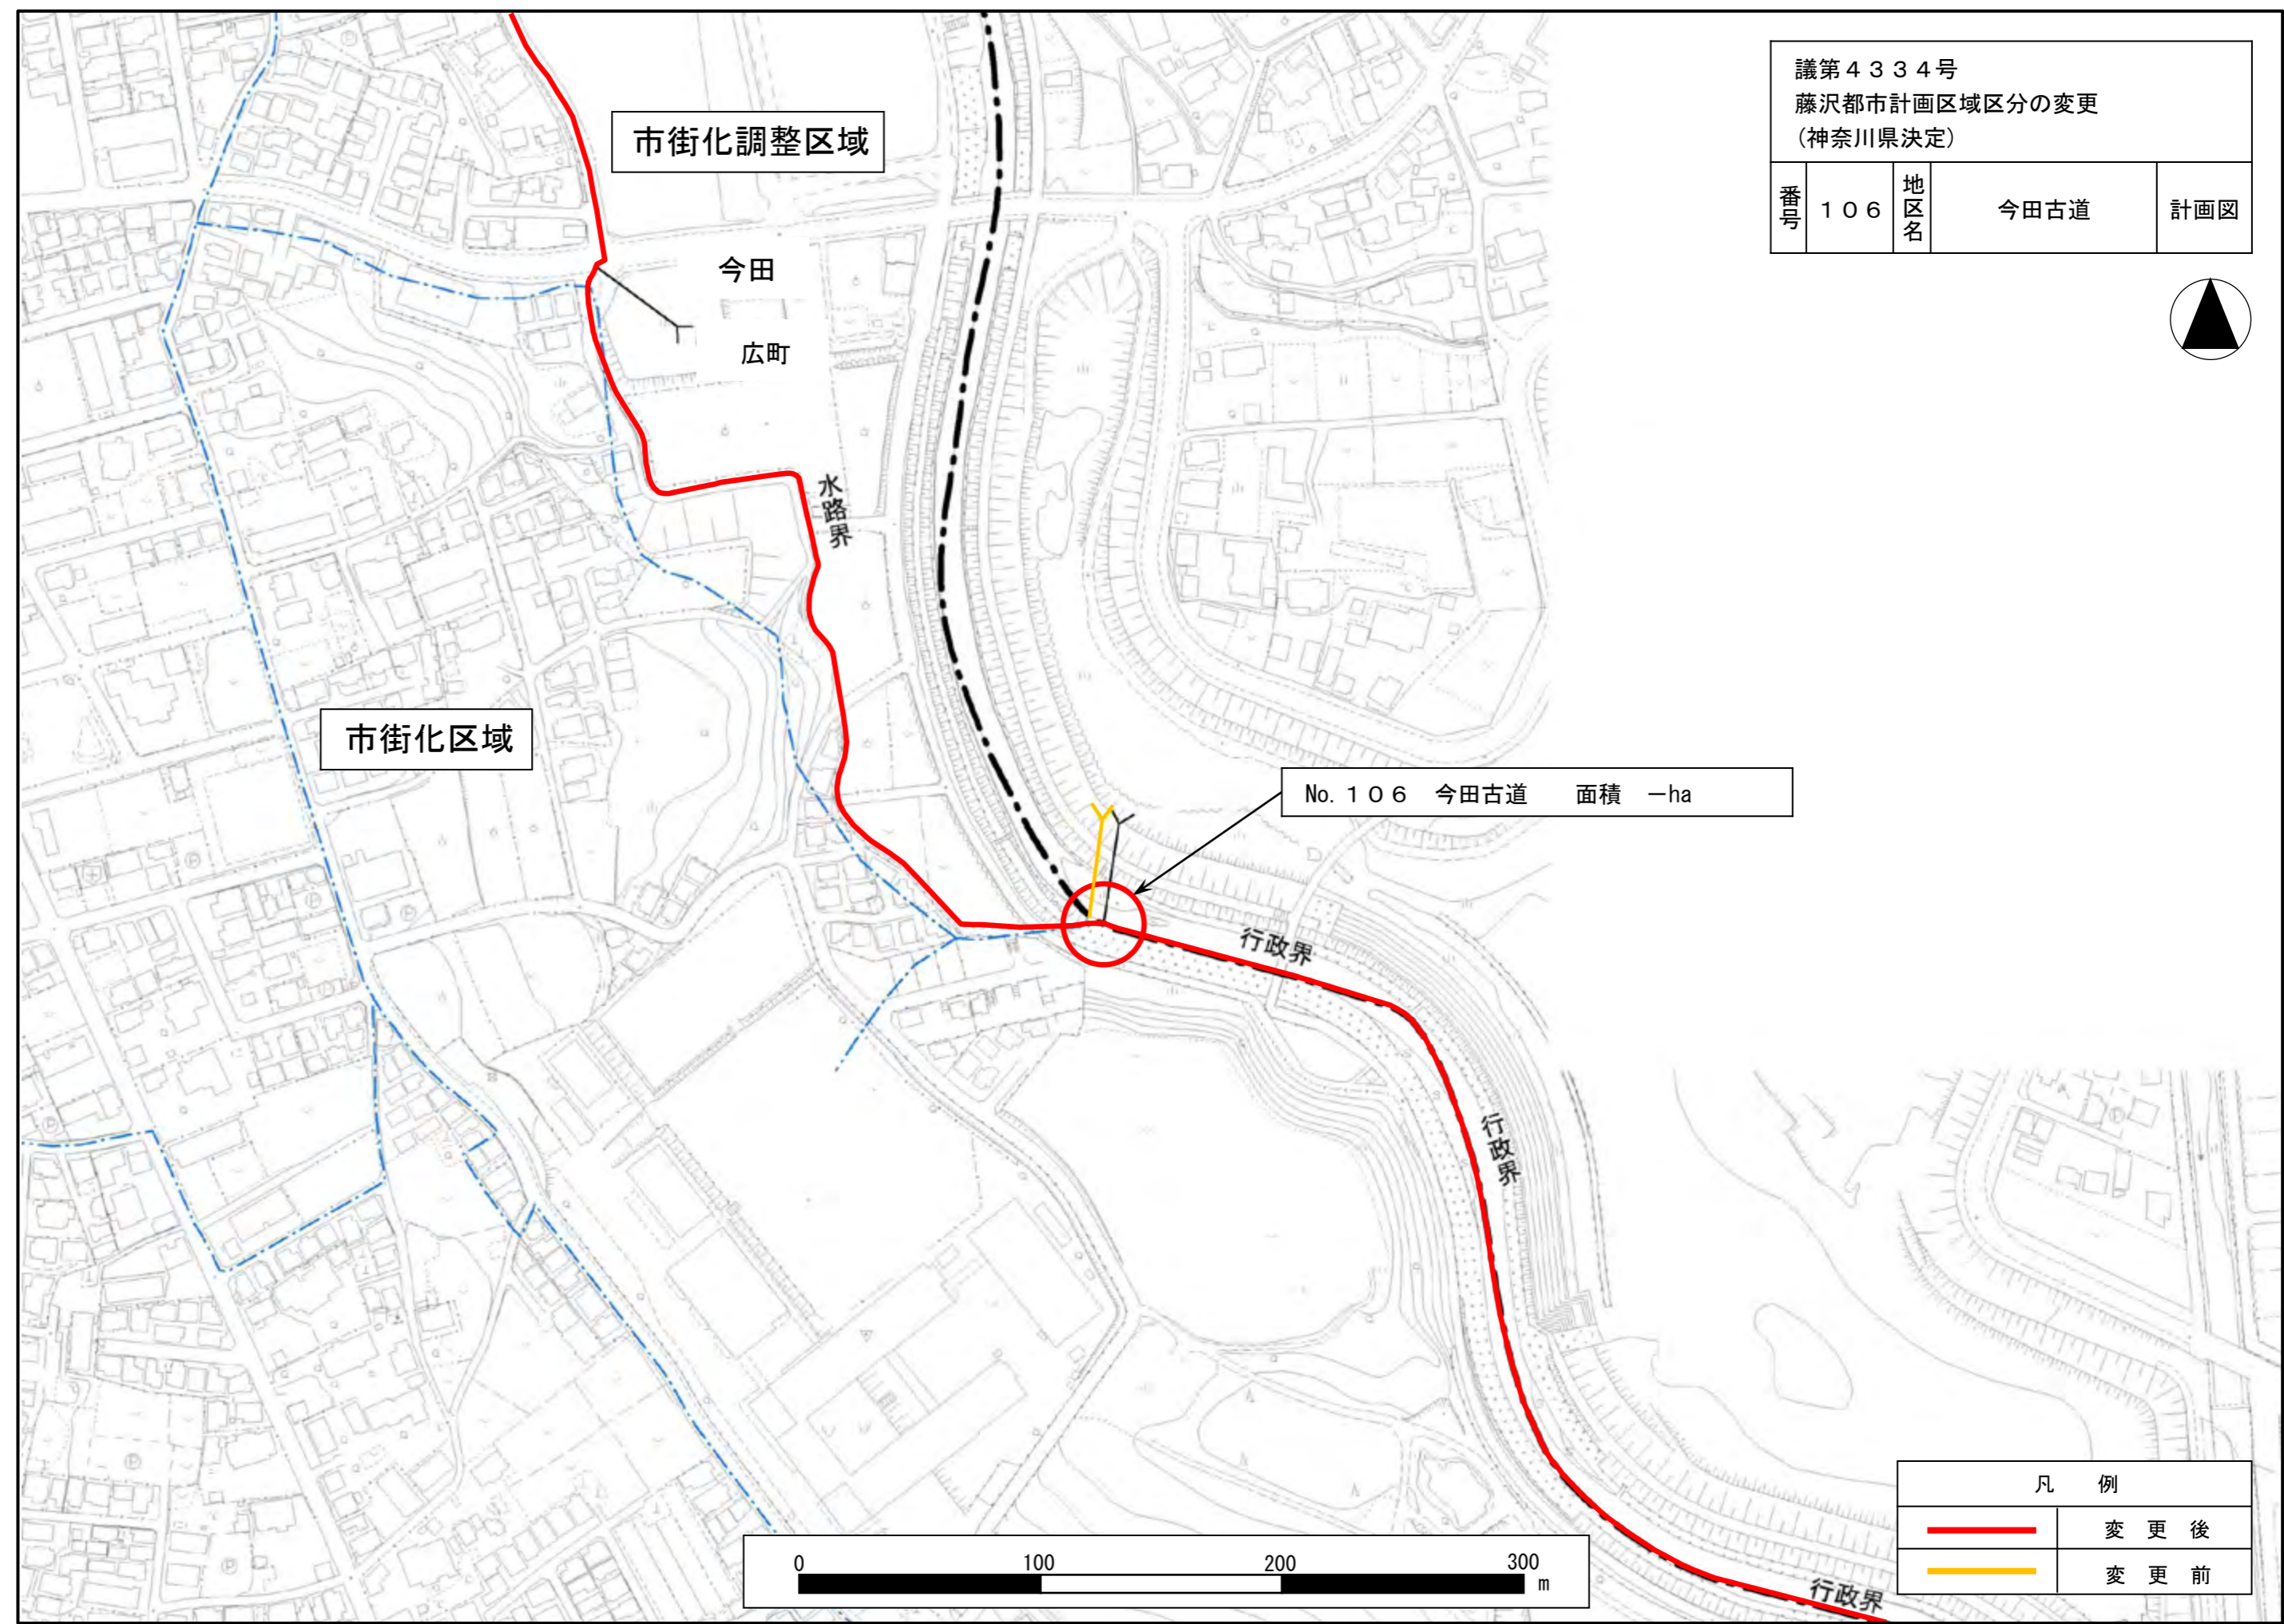 議第４３３４号
藤沢都市計画区域区分の変更
（神奈川県決定）
番号 １０６ 地区名 今田古道 計画図
市街化調整区域
今田
広町
水路界
市街化区域
No.１０６ 今田古道 面積 －ha
行政界
行政界
行政界
凡 例
変 更 後
変 更 前
0 100 200 300
m